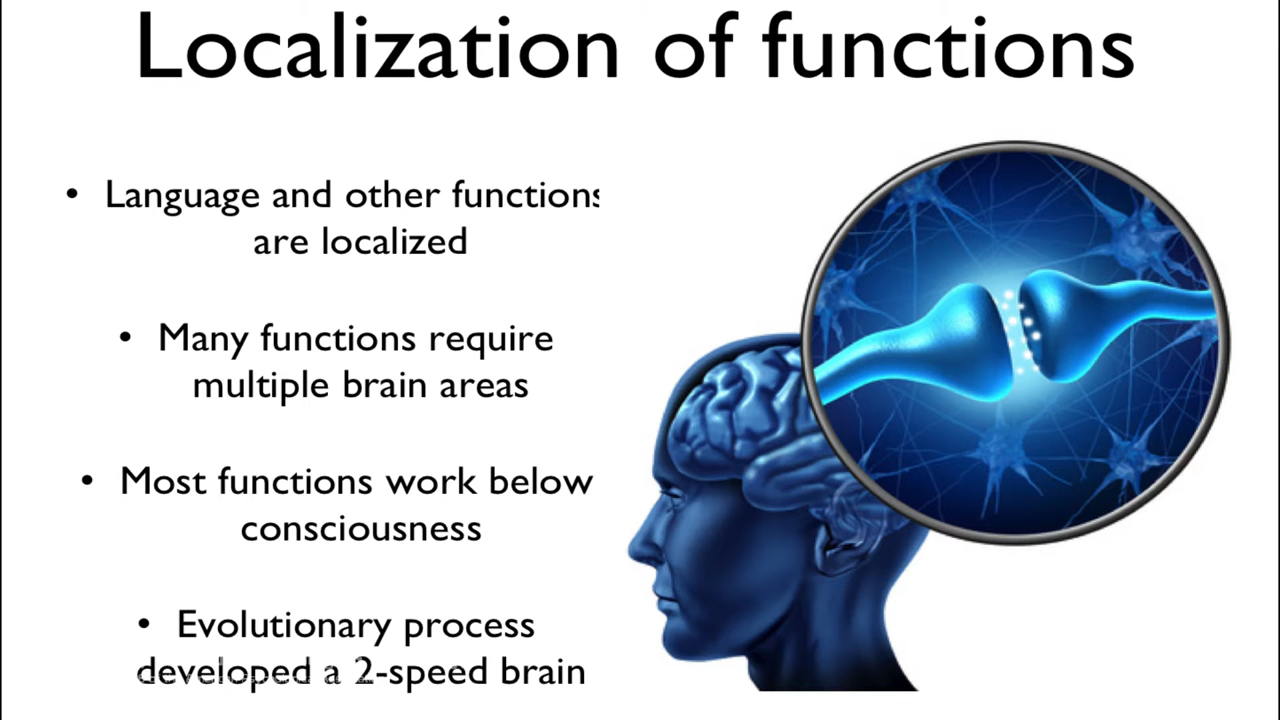 Localization of functions
• Language and other functions
are localized
• Many functions require
multiple brain areas
• Most functions work below
consciousness
• Evolutionary process
developed a 2-speed brain